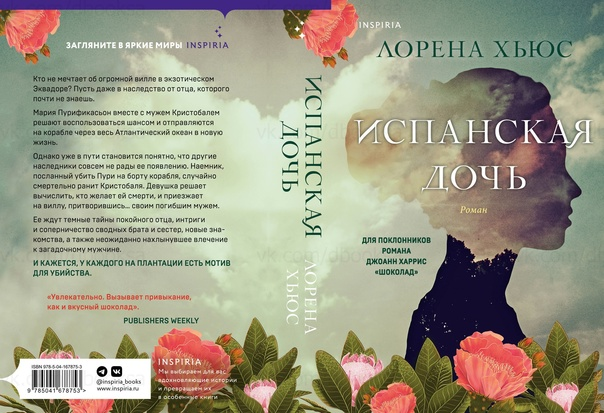 ЗАГЛЯНИТЕ В ЯРКИЕ МИРЫ INSPIRIA
Кто не мечтает об огромной вилле в экзотическом
Эквадоре? Пусть даже в наследство от отца, которого
почти не знаешь.
Мария Пурификасьон вместе с мужем Кристобалем
решают воспользоваться шансом и отправляются
на корабле через весь Атлантический океан в новую
жизнь.
Однако уже в пути становится понятно, что другие
наследники совсем не рады ее появлению. Наемник,
посланный убить Пури на борту корабля, случайно
смертельно ранит Кристобаля. Девушка решает
вычислить, кто желает ей смерти, и приезжает
на виллу, притворившись... своим погибшим мужем.
Ее ждут темные тайны покойного отца, интриги
и соперничество сводных брата и сестер, новые зна-
комства, а также неожиданно нахлынувшее влечение
к загадочному мужчине.
И КАЖЕТСЯ, У КАЖДОГО НА ПЛАНТАЦИИ ЕСТЬ МОТИВ
ДЛЯ УБИЙСТВА.
«Увлекательно. Вызывает привыкание,
как и вкусный шоколад».
PUBLISHERS WEEKLY
ISBN 978-5-04-167875-3
9 785041 678753 >
@inspiria_books
www.inspiria.ru
INSPIRIA
Мы выбираем для вас
вдохновляющие истории
и превращаем их
в особенные книги
ИСПАНСКАЯ
ДОЧЬ
ЛОРЕНА
ХЬЮС
INSPIRIA
ЛОРЕНА ХЬЮС
ИСПАНСКАЯ
ДОЧЬ
Роман
ДЛЯ ПОКЛОННИКОВ
РОМАНА
ДЖОАНН ХАРРИС
«ШОКОЛАД»